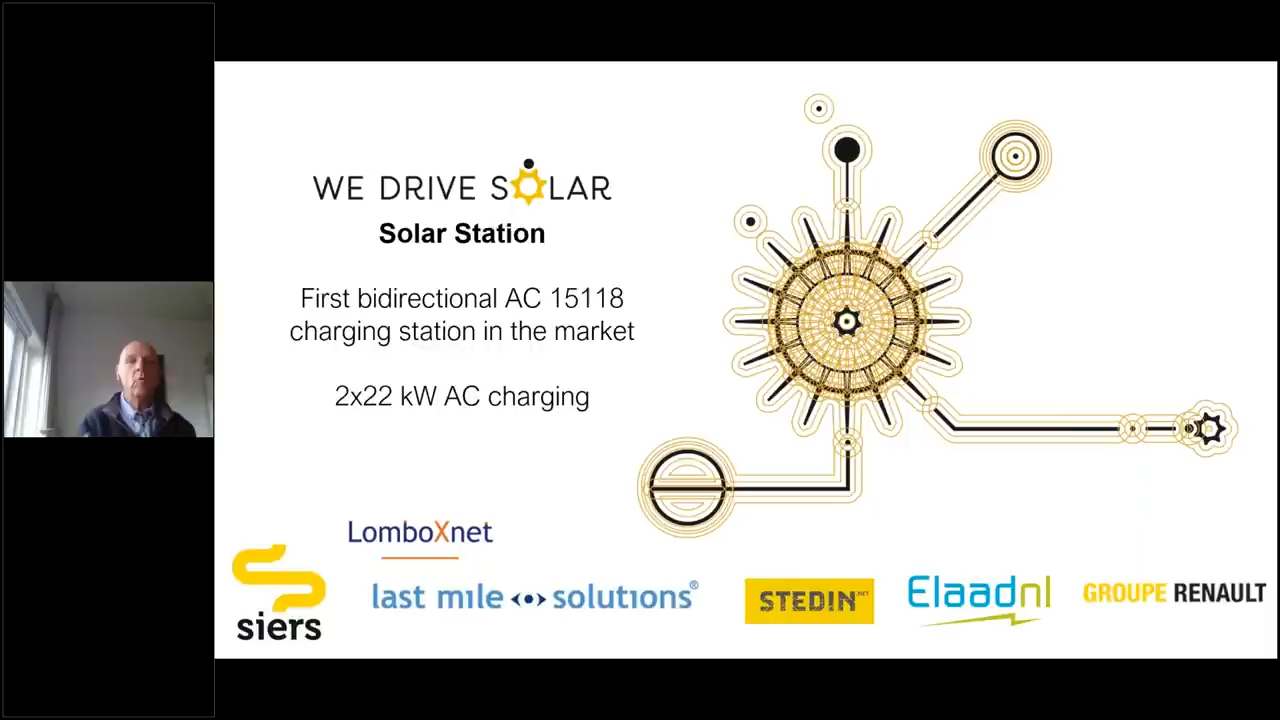 WE DRIVE SOLAR
Solar Station
First bidirectional AC 15118
charging station in the market
2x22 kW AC charging
LomboXnet
siers
last mile solutions®
STEDIN.NET
Elaadnl
GROUPE RENAULT